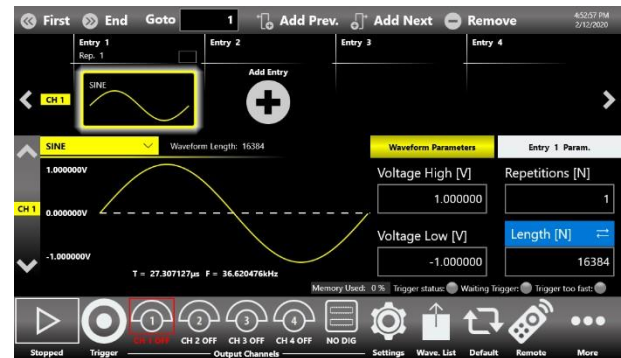 First End Goto 1 Add Prev. Add Next Remove 4:52:57 PM
2/12/2020
Entry 1 Entry 2 Entry 3 Entry 4
Rep. 1
Add Entry
CH 1 SINE
SINE Waveform Length: 16384 Waveform Parameters Entry 1 Param.
1.000000V
Voltage High [V] Repetitions [N]
1.000000 1
CH 1 0.000000V
Voltage Low [V] Length [N]
-1.000000V
-1.000000 16384
T = 27.307127µs F = 36.620476kHz
Memory Used: 0 % Trigger status: Waiting Trigger: Trigger too fast:
1 2 3 4
CH 1 OFF CH 2 OFF CH 3 OFF CH 4 OFF NO DIG
Stopped Trigger Output Channels Settings Wave. List Default Remote More